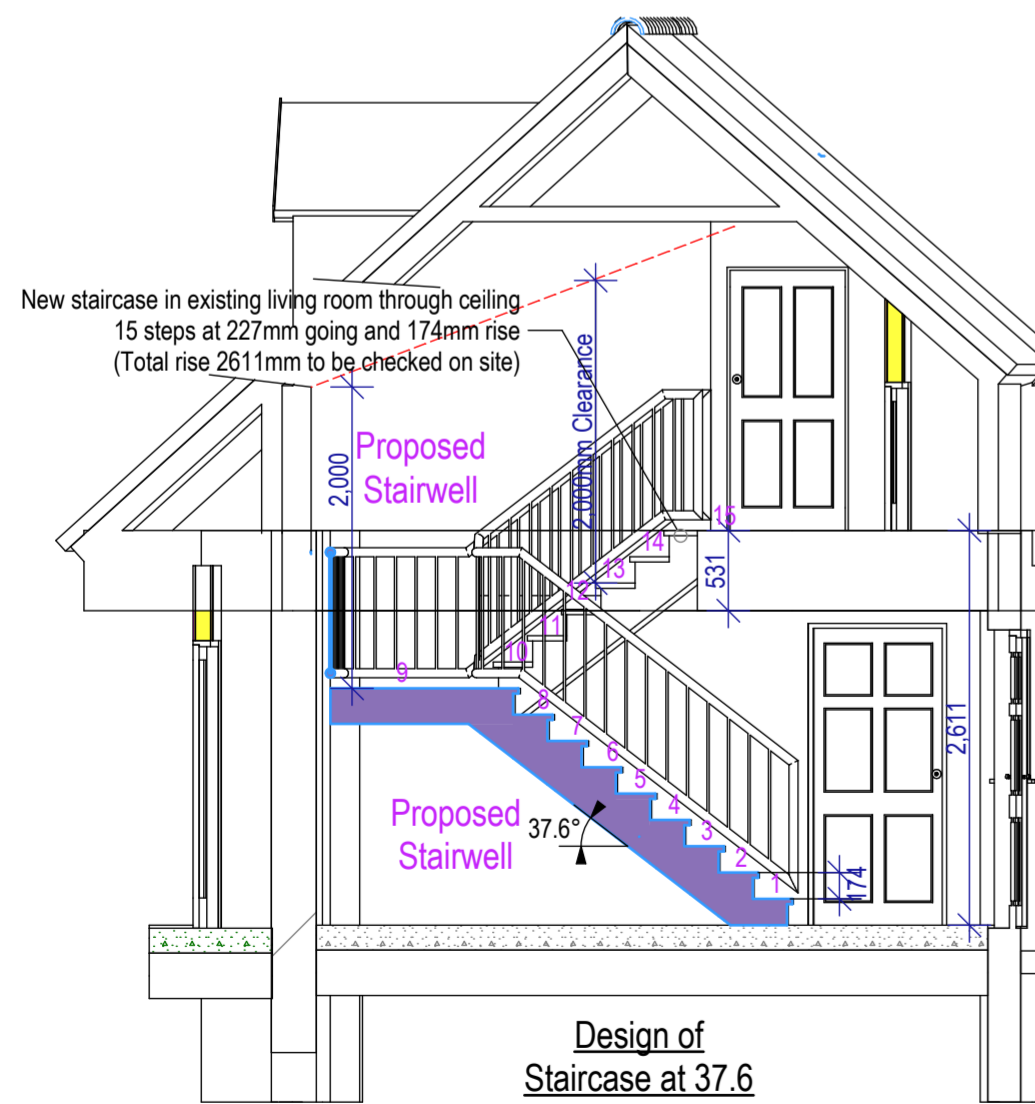 New staircase in existing living room through ceiling
15 steps at 227mm going and 174mm rise
(Total rise 2611mm to be checked on site)
2,000mm Clearance
Proposed
Stairwell
2,000
15
14
13
12
11
10
9
531
8
7
6
5
4
3
2
1
2,611
Proposed
Stairwell
37.6°
174
Design of
Staircase at 37.6